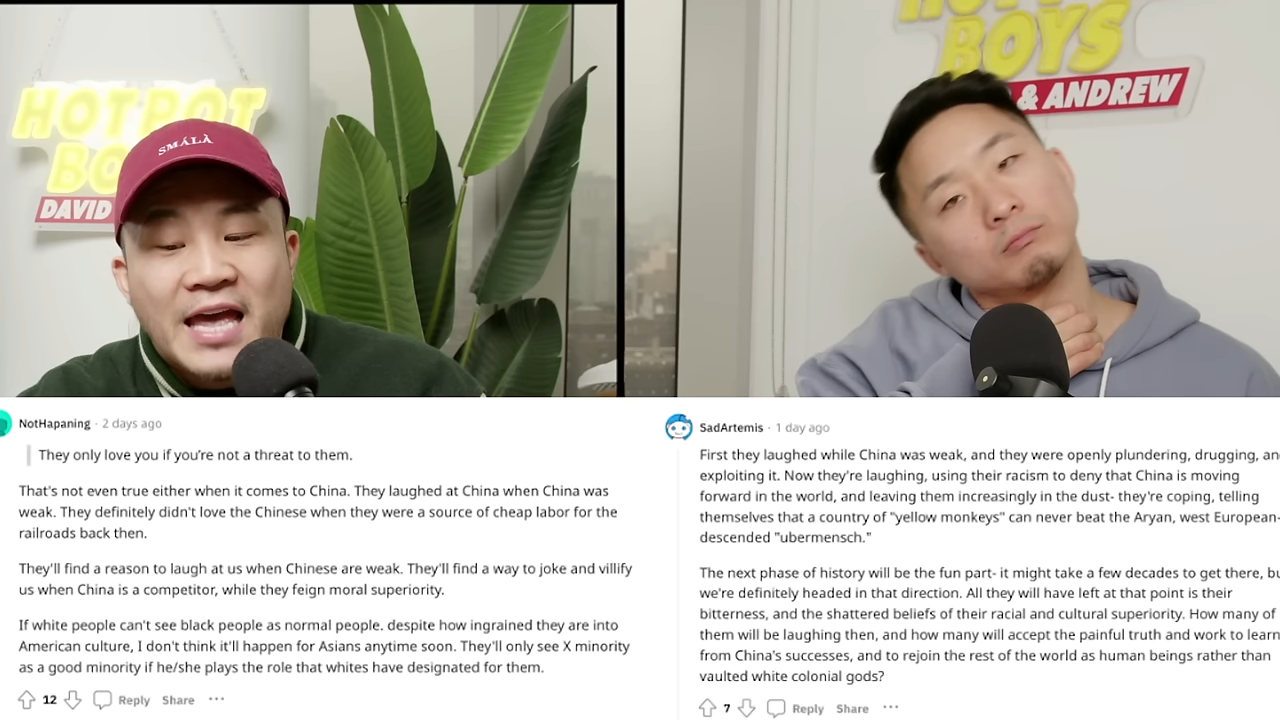 HOTPOT
BO
DAVID
SMÁLÀ
HOT
BOYS
& ANDREW
NotHapaning · 2 days ago
They only love you if you're not a threat to them.
That's not even true either when it comes to China. They laughed at China when China was
weak. They definitely didn't love the Chinese when they were a source of cheap labor for the
railroads back then.
They'll find a reason to laugh at us when Chinese are weak. They'll find a way to joke and villify
us when China is a competitor, while they feign moral superiority.
If white people can't see black people as normal people. despite how ingrained they are into
American culture, I don't think it'll happen for Asians anytime soon. They'll only see X minority
as a good minority if he/she plays the role that whites have designated for them.
12 Reply Share ···
SadArtemis · 1 day ago
First they laughed while China was weak, and they were openly plundering, drugging, an
exploiting it. Now they're laughing, using their racism to deny that China is moving
forward in the world, and leaving them increasingly in the dust- they're coping, telling
themselves that a country of "yellow monkeys" can never beat the Aryan, west European-
descended "ubermensch."
The next phase of history will be the fun part- it might take a few decades to get there, bu
we're definitely headed in that direction. All they will have left at that point is their
bitterness, and the shattered beliefs of their racial and cultural superiority. How many of
them will be laughing then, and how many will accept the painful truth and work to learn
from China's successes, and to rejoin the rest of the world as human beings rather than
vaulted white colonial gods?
7 Reply Share ···